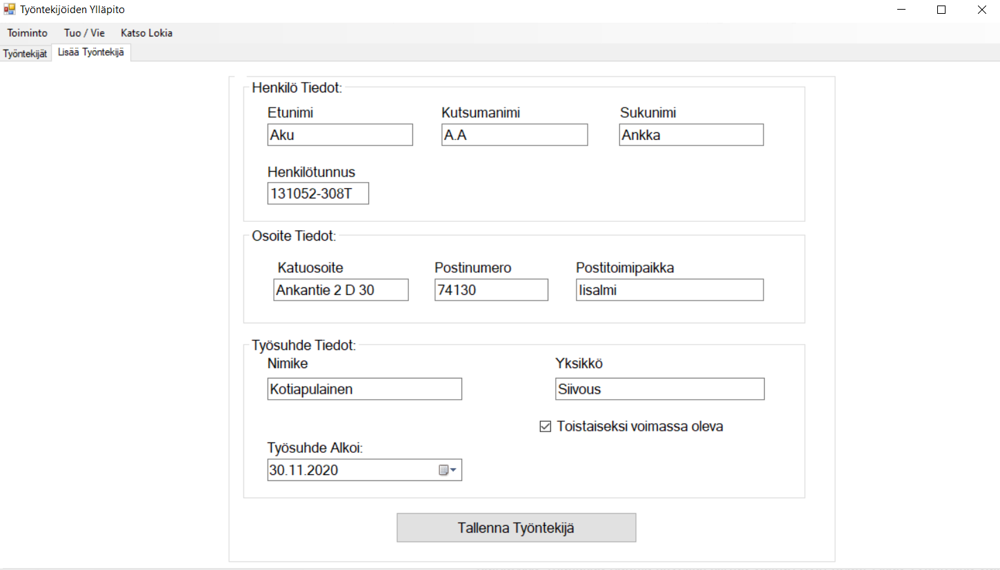 Työntekijöiden Ylläpito
Toiminto Tuo / Vie Katso Lokia
Työntekijät Lisää Työntekijä
Henkilö Tiedot:
Etunimi Kutsumanimi Sukunimi
Aku A.A Ankka
Henkilötunnus
131052-308T
Osoite Tiedot:
Katuosoite Postinumero Postitoimipaikka
Ankantie 2 D 30 74130 Iisalmi
Työsuhde Tiedot:
Nimike Yksikkö
Kotiapulainen Siivous
Toistaiseksi voimassa oleva
Työsuhde Alkoi:
30.11.2020
Tallenna Työntekijä